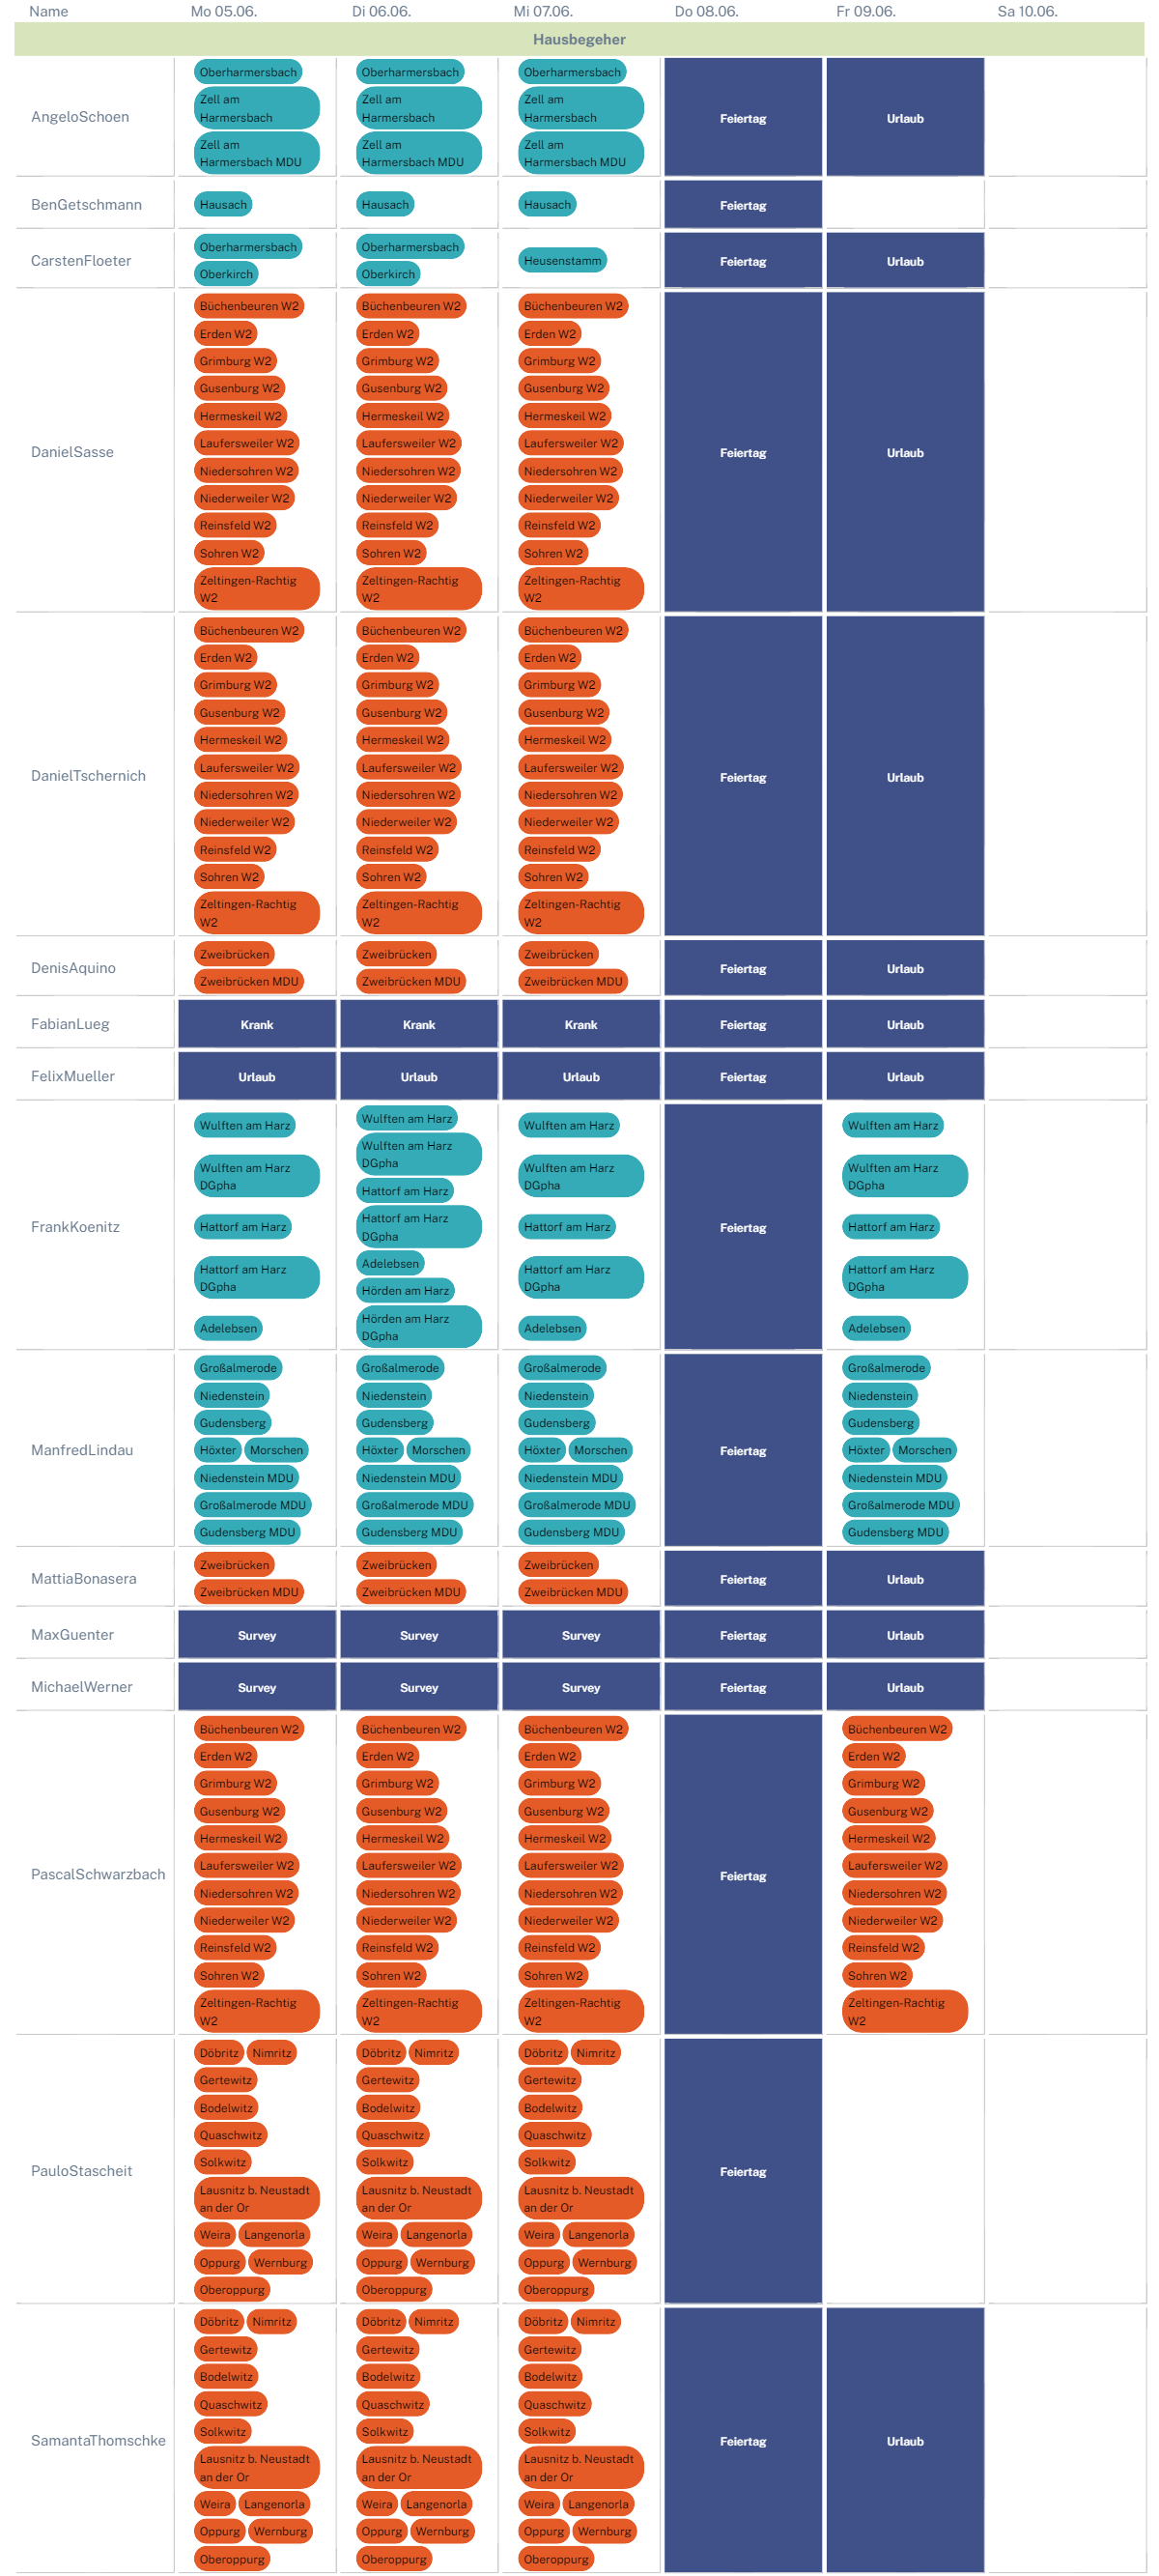 Name Mo 05.06. Di 06.06. Mi 07.06. Do 08.06. Fr 09.06. Sa 10.06.
Hausbegeher
AngeloSchoen
Oberharmersbach
Zell am
Harmersbach
Zell am
Harmersbach MDU
Oberharmersbach
Zell am
Harmersbach
Zell am
Harmersbach MDU
Oberharmersbach
Zell am
Harmersbach
Zell am
Harmersbach MDU
Feiertag
Urlaub
BenGetschmann
Hausach
Hausach
Hausach
Feiertag
CarstenFloeter
Oberharmersbach
Oberkirch
Oberharmersbach
Oberkirch
Heusenstamm
Feiertag
Urlaub
DanielSasse
Büchenbeuren W2
Erden W2
Grimburg W2
Gusenburg W2
Hermeskeil W2
Laufersweiler W2
Niedersohren W2
Niederweiler W2
Reinsfeld W2
Sohren W2
Zeltingen-Rachtig
W2
Büchenbeuren W2
Erden W2
Grimburg W2
Gusenburg W2
Hermeskeil W2
Laufersweiler W2
Niedersohren W2
Niederweiler W2
Reinsfeld W2
Sohren W2
Zeltingen-Rachtig
W2
Büchenbeuren W2
Erden W2
Grimburg W2
Gusenburg W2
Hermeskeil W2
Laufersweiler W2
Niedersohren W2
Niederweiler W2
Reinsfeld W2
Sohren W2
Zeltingen-Rachtig
W2
Feiertag
Urlaub
DanielTschernich
Büchenbeuren W2
Erden W2
Grimburg W2
Gusenburg W2
Hermeskeil W2
Laufersweiler W2
Niedersohren W2
Niederweiler W2
Reinsfeld W2
Sohren W2
Zeltingen-Rachtig
W2
Büchenbeuren W2
Erden W2
Grimburg W2
Gusenburg W2
Hermeskeil W2
Laufersweiler W2
Niedersohren W2
Niederweiler W2
Reinsfeld W2
Sohren W2
Zeltingen-Rachtig
W2
Büchenbeuren W2
Erden W2
Grimburg W2
Gusenburg W2
Hermeskeil W2
Laufersweiler W2
Niedersohren W2
Niederweiler W2
Reinsfeld W2
Sohren W2
Zeltingen-Rachtig
W2
Feiertag
Urlaub
DenisAquino
Zweibrücken
Zweibrücken MDU
Zweibrücken
Zweibrücken MDU
Zweibrücken
Zweibrücken MDU
Feiertag
Urlaub
FabianLueg
Krank
Krank
Krank
Feiertag
Urlaub
FelixMueller
Urlaub
Urlaub
Urlaub
Feiertag
Urlaub
FrankKoenitz
Wulften am Harz
Wulften am Harz
DGpha
Hattorf am Harz
Hattorf am Harz
DGpha
Adelebsen
Wulften am Harz
Wulften am Harz
DGpha
Hattorf am Harz
Hattorf am Harz
DGpha
Adelebsen
Hörden am Harz
Hörden am Harz
DGpha
Wulften am Harz
Wulften am Harz
DGpha
Hattorf am Harz
Hattorf am Harz
DGpha
Adelebsen
Feiertag
Wulften am Harz
Wulften am Harz
DGpha
Hattorf am Harz
Hattorf am Harz
DGpha
Adelebsen
ManfredLindau
Großalmerode
Niedenstein
Gudensberg
Höxter Morschen
Niedenstein MDU
Großalmerode MDU
Gudensberg MDU
Großalmerode
Niedenstein
Gudensberg
Höxter Morschen
Niedenstein MDU
Großalmerode MDU
Gudensberg MDU
Großalmerode
Niedenstein
Gudensberg
Höxter Morschen
Niedenstein MDU
Großalmerode MDU
Gudensberg MDU
Feiertag
Großalmerode
Niedenstein
Gudensberg
Höxter Morschen
Niedenstein MDU
Großalmerode MDU
Gudensberg MDU
MattiaBonasera
Zweibrücken
Zweibrücken MDU
Zweibrücken
Zweibrücken MDU
Zweibrücken
Zweibrücken MDU
Feiertag
Urlaub
MaxGuenter
Survey
Survey
Survey
Feiertag
Urlaub
MichaelWerner
Survey
Survey
Survey
Feiertag
Urlaub
PascalSchwarzbach
Büchenbeuren W2
Erden W2
Grimburg W2
Gusenburg W2
Hermeskeil W2
Laufersweiler W2
Niedersohren W2
Niederweiler W2
Reinsfeld W2
Sohren W2
Zeltingen-Rachtig
W2
Büchenbeuren W2
Erden W2
Grimburg W2
Gusenburg W2
Hermeskeil W2
Laufersweiler W2
Niedersohren W2
Niederweiler W2
Reinsfeld W2
Sohren W2
Zeltingen-Rachtig
W2
Büchenbeuren W2
Erden W2
Grimburg W2
Gusenburg W2
Hermeskeil W2
Laufersweiler W2
Niedersohren W2
Niederweiler W2
Reinsfeld W2
Sohren W2
Zeltingen-Rachtig
W2
Feiertag
Büchenbeuren W2
Erden W2
Grimburg W2
Gusenburg W2
Hermeskeil W2
Laufersweiler W2
Niedersohren W2
Niederweiler W2
Reinsfeld W2
Sohren W2
Zeltingen-Rachtig
W2
PauloStascheit
Döbritz Nimritz
Gertewitz
Bodelwitz
Quaschwitz
Solkwitz
Lausnitz b. Neustadt
an der Or
Weira Langenorla
Oppurg Wernburg
Oberoppurg
Döbritz Nimritz
Gertewitz
Bodelwitz
Quaschwitz
Solkwitz
Lausnitz b. Neustadt
an der Or
Weira Langenorla
Oppurg Wernburg
Oberoppurg
Döbritz Nimritz
Gertewitz
Bodelwitz
Quaschwitz
Solkwitz
Lausnitz b. Neustadt
an der Or
Weira Langenorla
Oppurg Wernburg
Oberoppurg
Feiertag
SamantaThomschke
Döbritz Nimritz
Gertewitz
Bodelwitz
Quaschwitz
Solkwitz
Lausnitz b. Neustadt
an der Or
Weira Langenorla
Oppurg Wernburg
Oberoppurg
Döbritz Nimritz
Gertewitz
Bodelwitz
Quaschwitz
Solkwitz
Lausnitz b. Neustadt
an der Or
Weira Langenorla
Oppurg Wernburg
Oberoppurg
Döbritz Nimritz
Gertewitz
Bodelwitz
Quaschwitz
Solkwitz
Lausnitz b. Neustadt
an der Or
Weira Langenorla
Oppurg Wernburg
Oberoppurg
Feiertag
Urlaub